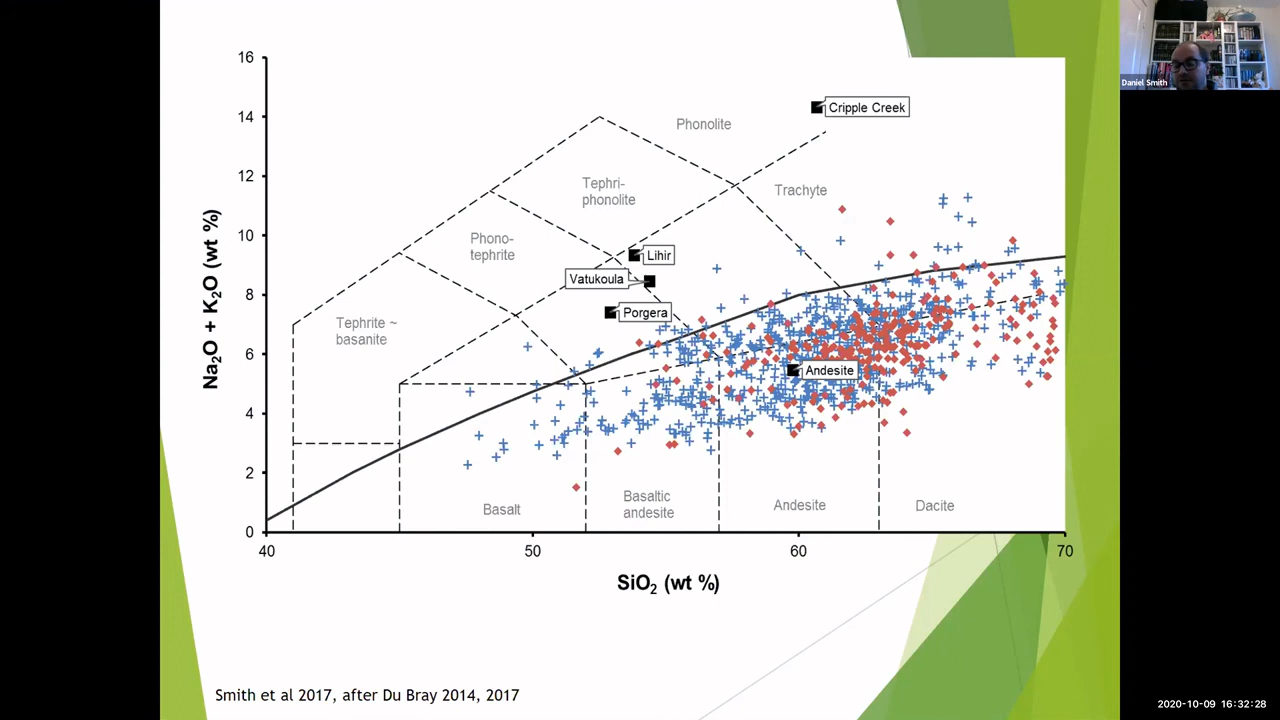 Daniel Smith
16
14
12
10
8
6
4
2
0
Na₂O + K₂O (wt %)
Cripple Creek
Phonolite
Tephri-
phonolite
Trachyte
Phono-
tephrite
Lihir
Vatukoula
Porgera
Tephrite ~
basanite
Andesite
Basalt
Basaltic
andesite
Andesite
Dacite
40
50
60
70
SiO₂ (wt %)
Smith et al 2017, after Du Bray 2014, 2017
2020-10-09 16:32:28